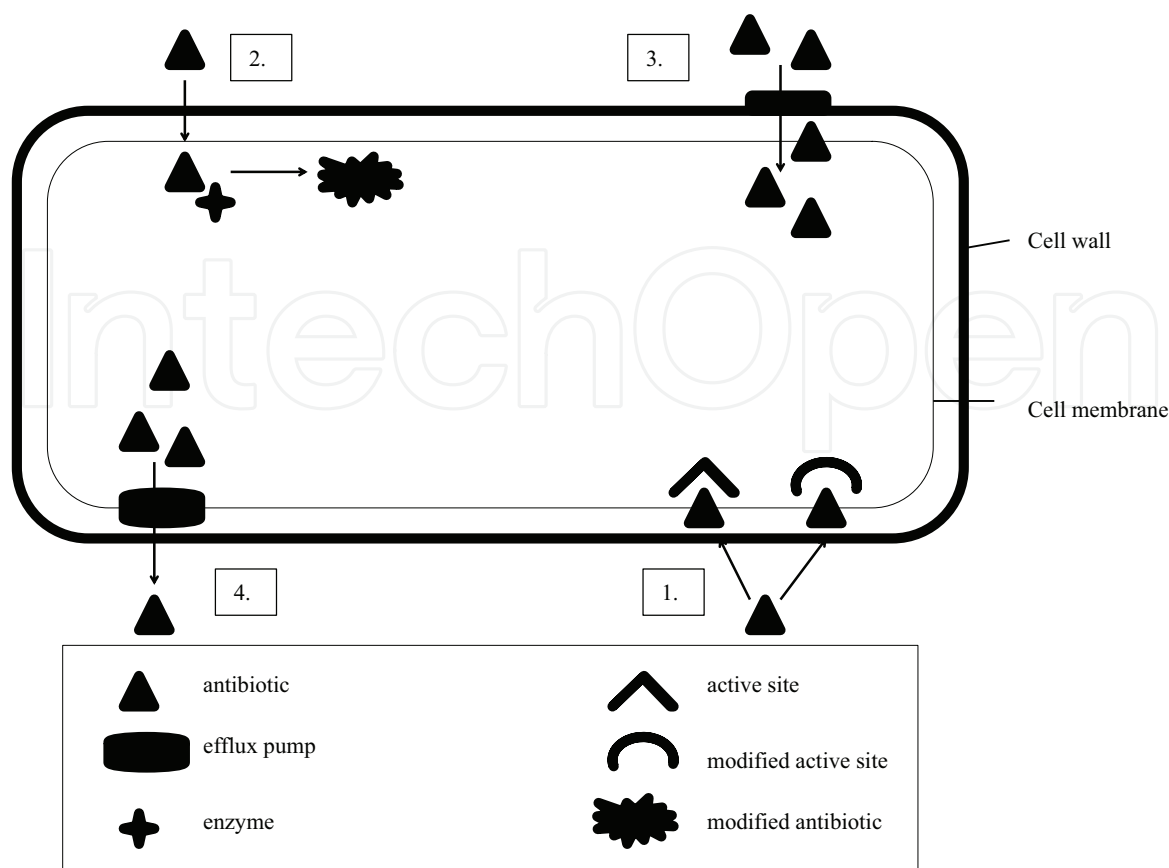 2.
3.
Cell wall
IntechOpen
Cell membrane
4.
1.
antibiotic
active site
efflux pump
modified active site
enzyme
modified antibiotic